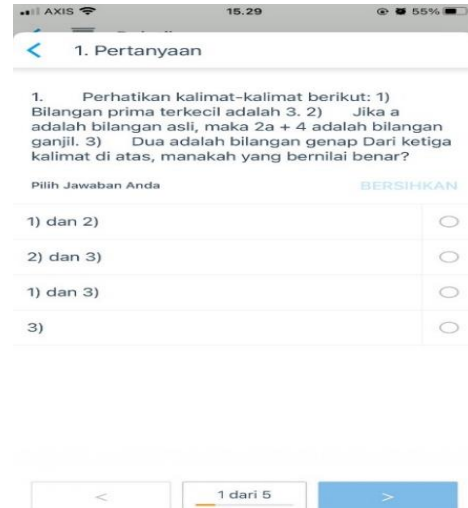 AXIS 15.29 55%
1. Pertanyaan
1. Perhatikan kalimat-kalimat berikut: 1)
Bilangan prima terkecil adalah 3. 2) Jika a
adalah bilangan asli, maka 2a + 4 adalah bilangan
ganjil. 3) Dua adalah bilangan genap Dari ketiga
kalimat di atas, manakah yang bernilai benar?
Pilih Jawaban Anda BERSIHKAN
1) dan 2)
2) dan 3)
1) dan 3)
3)
< 1 dari 5 >